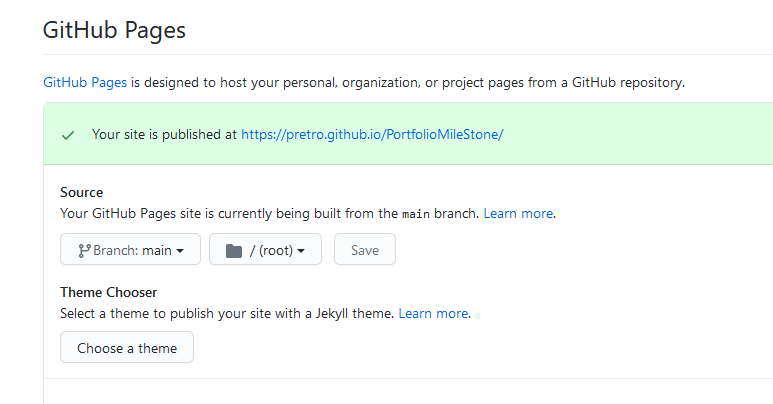 GitHub Pages
GitHub Pages is designed to host your personal, organization, or project pages from a GitHub repository.
Your site is published at https://pretro.github.io/PortfolioMileStone/
Source
Your GitHub Pages site is currently being built from the main branch. Learn more.
Branch: main / (root) Save
Theme Chooser
Select a theme to publish your site with a Jekyll theme. Learn more.
Choose a theme